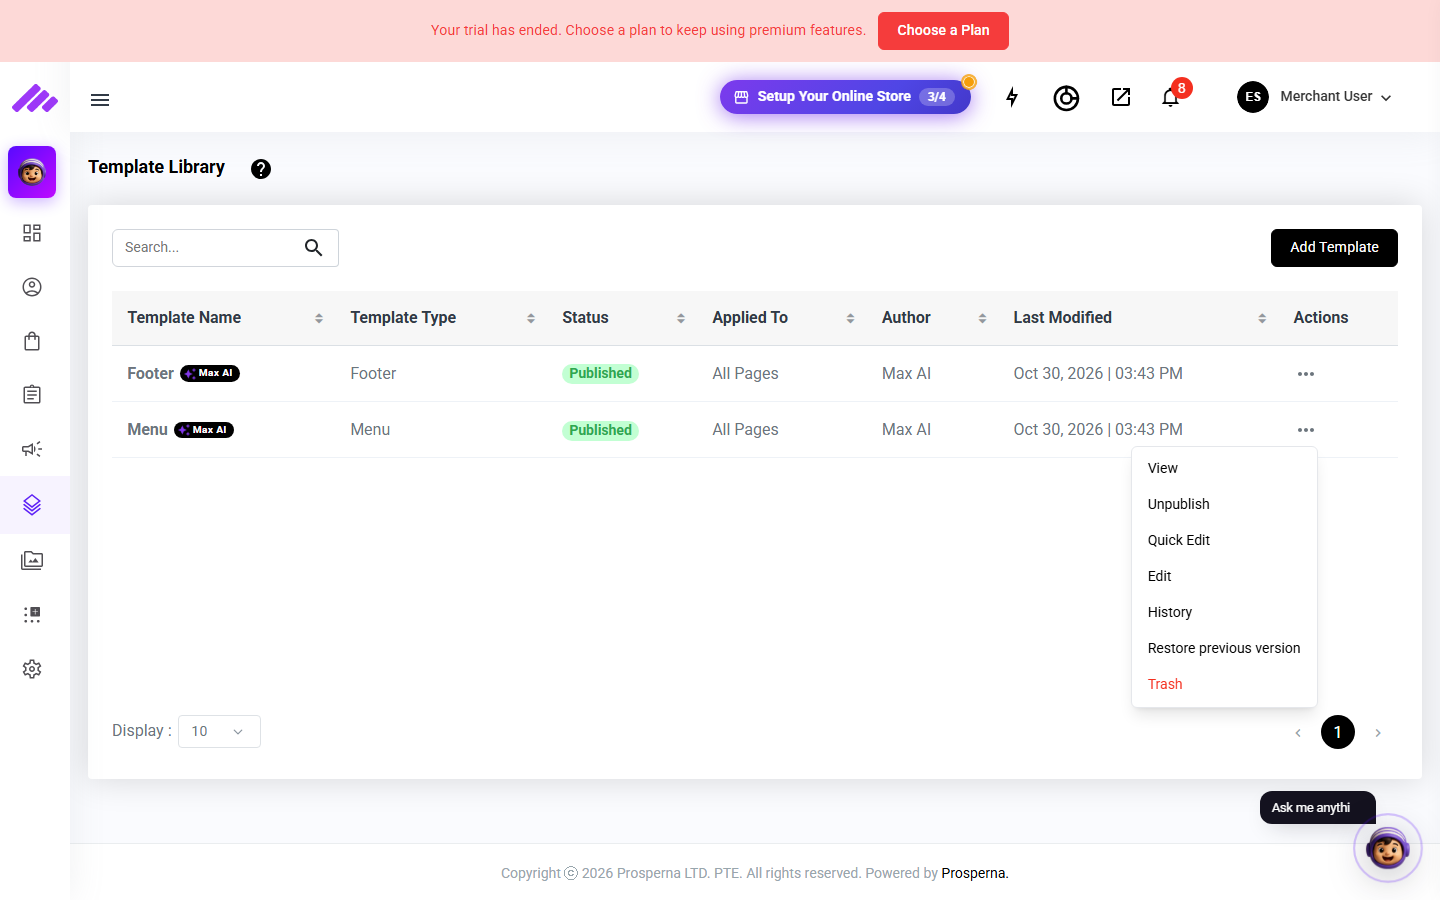 Your trial has ended. Choose a plan to keep using premium features. Choose a Plan
Setup Your Online Store 3/4
8
ES Merchant User
Template Library ?
Search...
Add Template
Template Name Template Type Status Applied To Author Last Modified Actions
Footer Max AI Footer Published All Pages Max AI Oct 30, 2026 | 03:43 PM
Menu Max AI Menu Published All Pages Max AI Oct 30, 2026 | 03:43 PM
View
Unpublish
Quick Edit
Edit
History
Restore previous version
Trash
Display : 10
1
Ask me anythi
Copyright © 2026 Prosperna LTD. PTE. All rights reserved. Powered by Prosperna.